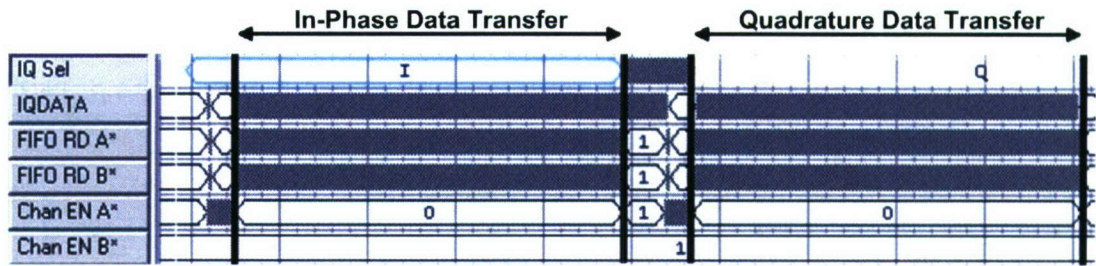 In-Phase Data Transfer Quadrature Data Transfer
IQ Sel I Q
IQDATA
FIFO RD A* 1
FIFO RD B* 1
Chan EN A* 0 1 0
Chan EN B* 1